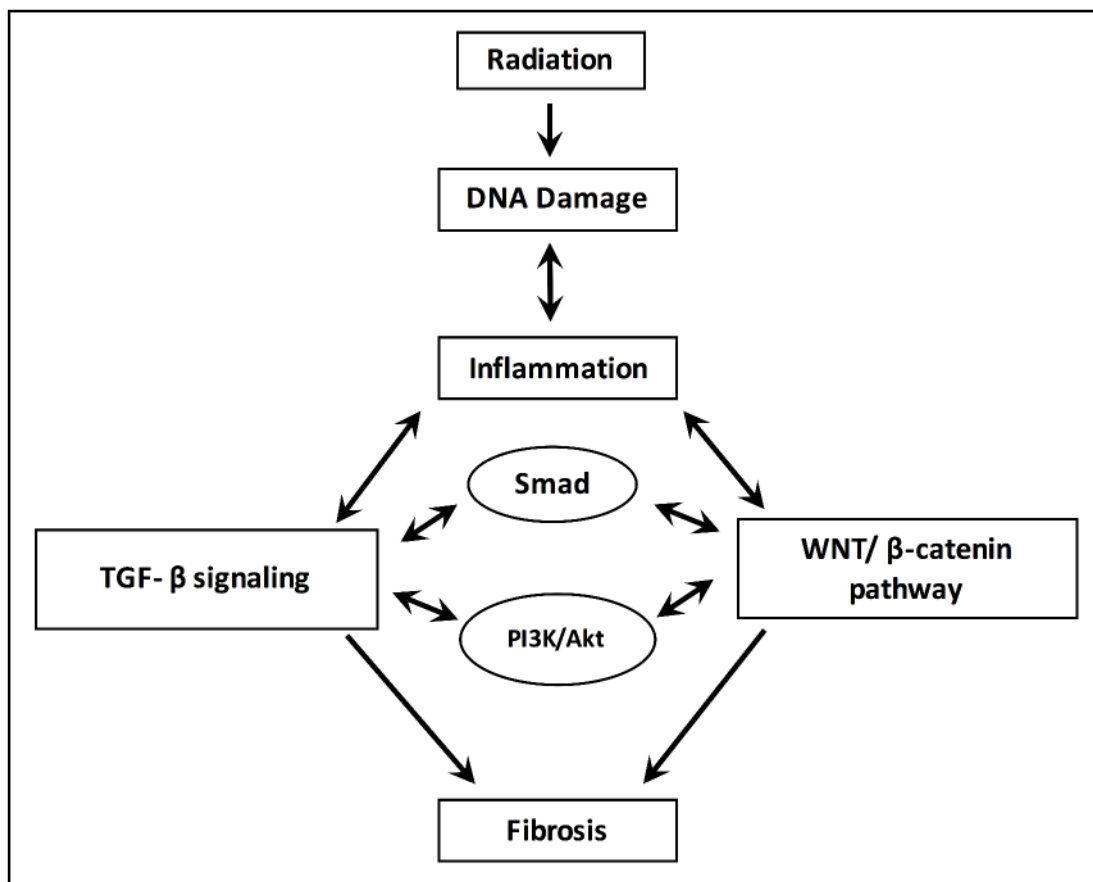 Radiation
DNA Damage
Inflammation
Smad
TGF- β signaling
WNT/ β-catenin
pathway
PI3K/Akt
Fibrosis